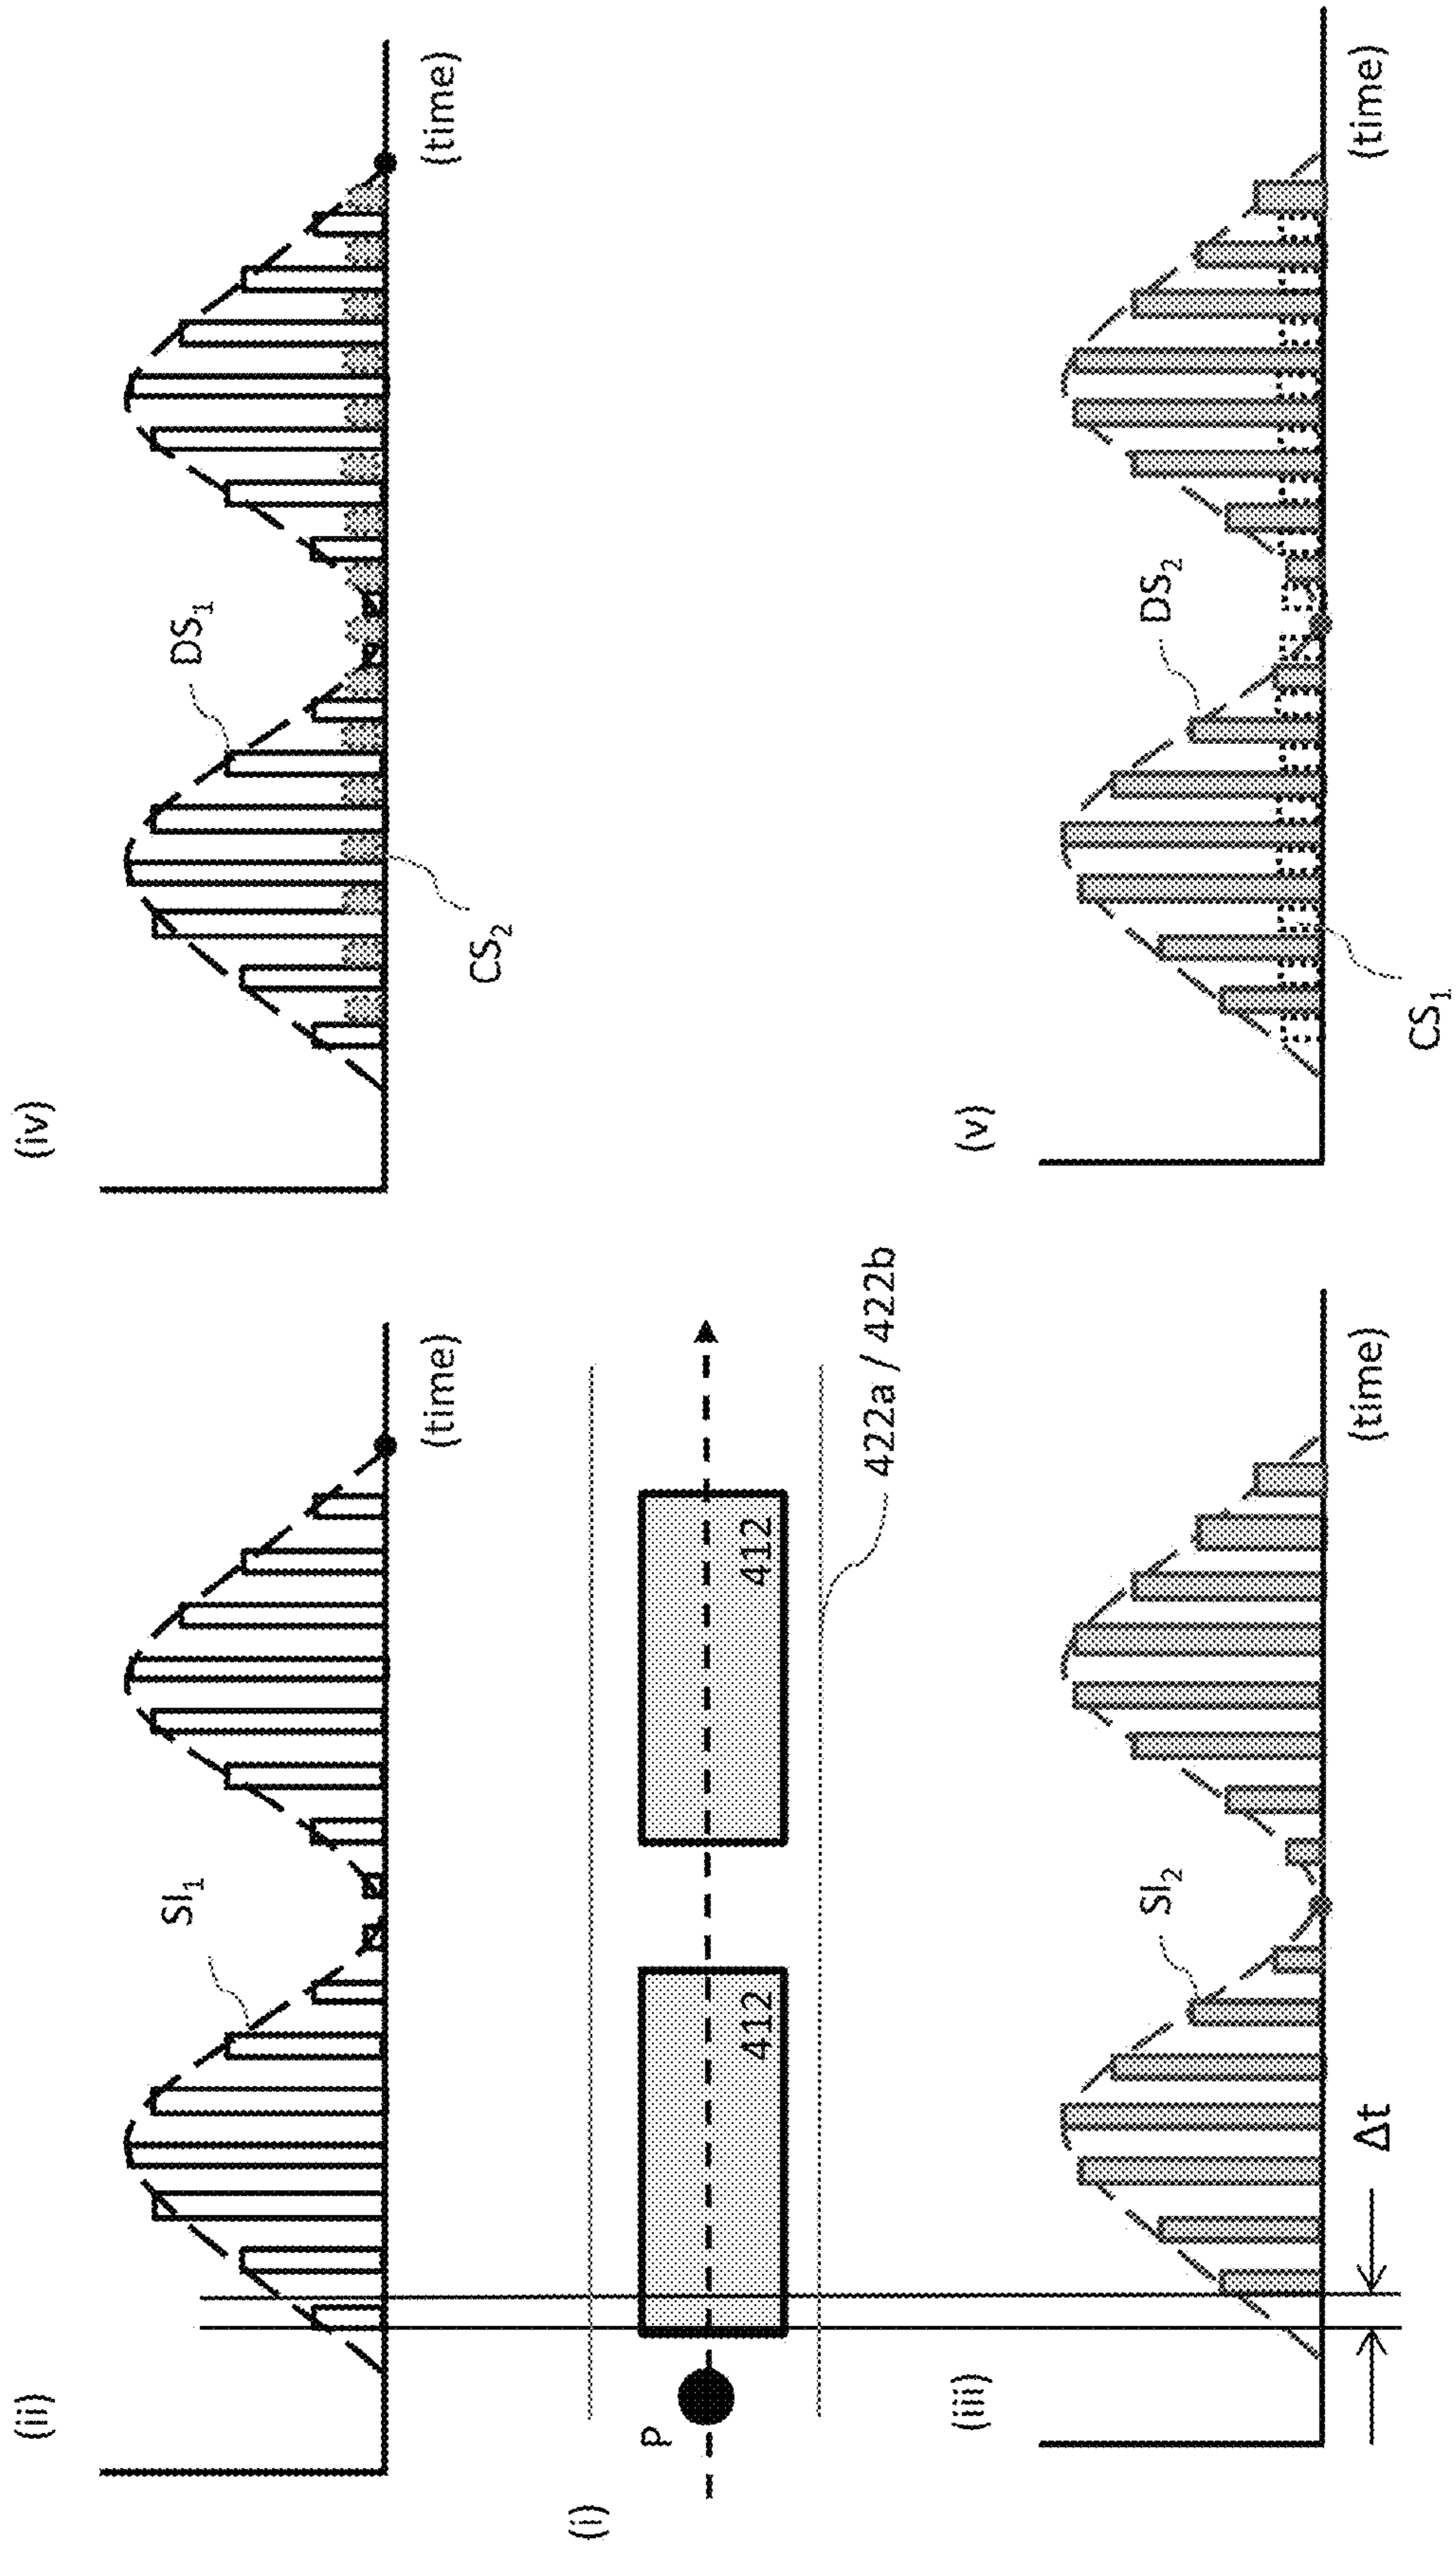 (ii)
SI₁
(time)
(i)
P
412
412
422a / 422b
(iii)
SI₂
(time)
Δt
(iv)
DS₁
CS₂
(time)
(v)
DS₂
CS₁
(time)